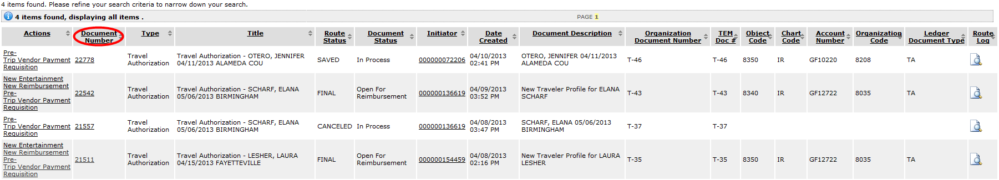 4 items found. Please refine your search criteria to narrow down your search.
4 items found, displaying all items . PAGE 1
Actions Document Number Type Title Route Status Document Status Initiator Date Created Document Description Organization Document Number TEM Doc # Object Code Chart Code Account Number Organization Code Ledger Document Type Route Log
Pre-
Trip Vendor Payment
Requisition
22778
Travel
Authorization
Travel Authorization - OTERO, JENNIFER
04/11/2013 ALAMEDA COU
SAVED
In Process
000000072206
04/10/2013
02:41 PM
OTERO, JENNIFER 04/11/2013
ALAMEDA COU
T-46
T-46
8350
IR
GF10220
8208
TA
New Entertainment
New Reimbursement
Pre-
Trip Vendor Payment
Requisition
22542
Travel
Authorization
Travel Authorization - SCHARF, ELANA
05/06/2013 BIRMINGHAM
FINAL
Open For
Reimbursement
000000136619
04/09/2013
03:52 PM
New Traveler Profile for ELANA
SCHARF
T-43
T-43
8340
IR
GF12722
8035
TA
Pre-
Trip Vendor Payment
Requisition
21557
Travel
Authorization
Travel Authorization - SCHARF, ELANA
05/06/2013 BIRMINGHAM
CANCELED
In Process
000000136619
04/08/2013
03:47 PM
SCHARF, ELANA 05/06/2013
BIRMINGHAM
T-37
T-37
New Entertainment
New Reimbursement
Pre-
Trip Vendor Payment
Requisition
21511
Travel
Authorization
Travel Authorization - LESHER, LAURA
04/15/2013 FAYETTEVILLE
FINAL
Open For
Reimbursement
000000154459
04/08/2013
02:16 PM
New Traveler Profile for LAURA
LESHER
T-35
T-35
8350
IR
GF12722
8035
TA